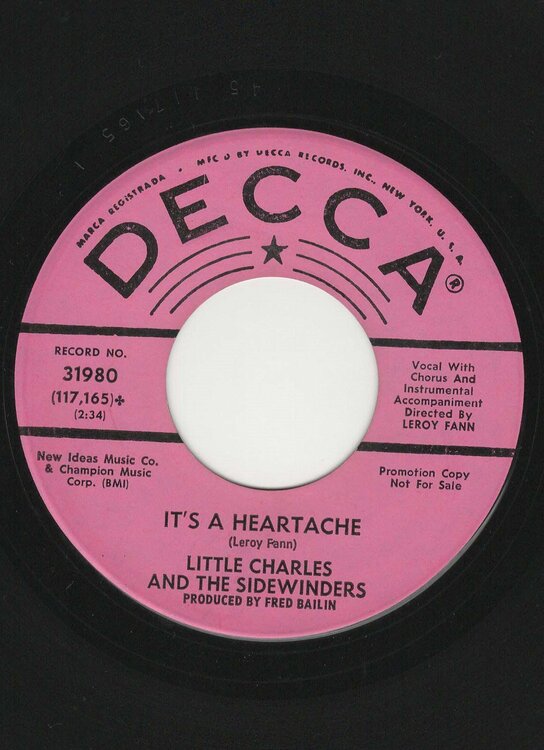 MARCA REGISTRADA • MFG'D BY DECCA RECORDS, INC., NEW YORK, U. S. A.
DECCA®
RECORD NO.
31980
(117,165)+
(2:34)
Vocal With
Chorus And
Instrumental
Accompaniment
Directed By
LEROY FANN
New Ideas Music Co.
& Champion Music
Corp. (BMI)
Promotion Copy
Not For Sale
IT'S A HEARTACHE
(Leroy Fann)
LITTLE CHARLES
AND THE SIDEWINDERS
PRODUCED BY FRED BAILIN